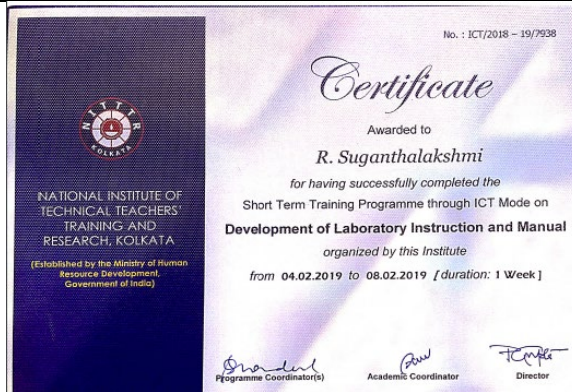 No. : ICT/2018 – 19/7938
Certificate
Awarded to
R. Suganthalakshmi
for having successfully completed the
Short Term Training Programme through ICT Mode on
Development of Laboratory Instruction and Manual
organized by this Institute
from 04.02.2019 to 08.02.2019 [duration: 1 Week]
NITTTR
KOLKATA
NATIONAL INSTITUTE OF
TECHNICAL TEACHERS'
TRAINING AND
RESEARCH, KOLKATA
(Established by the Ministry of Human
Resource Development,
Government of India)
Programme Coordinator(s)
Academic Coordinator
Director